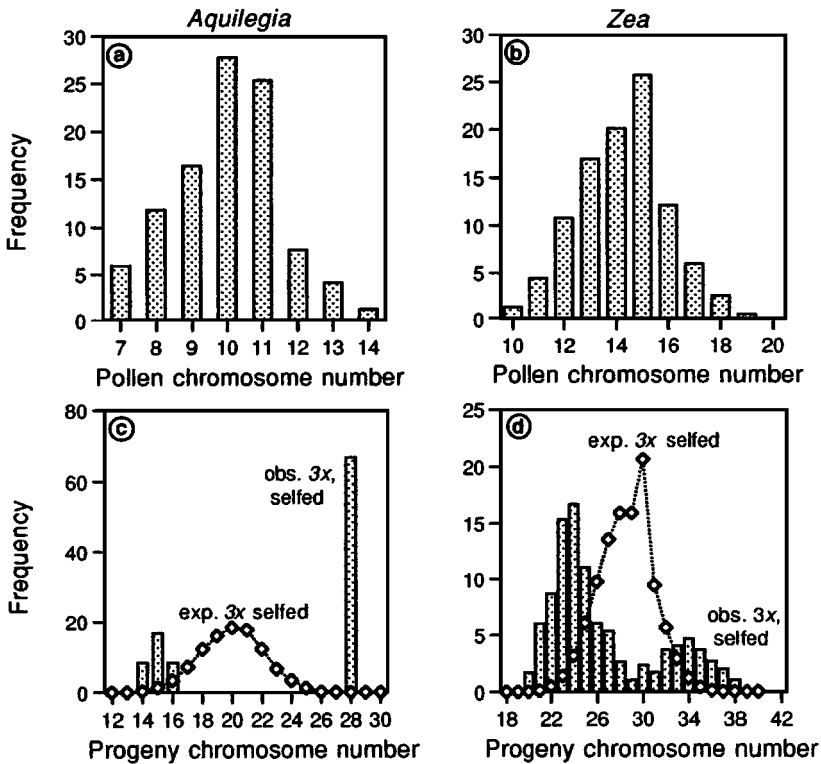 Aquilegia
Zea
a
30
25
20
15
10
5
0
Frequency
7 8 9 10 11 12 13 14
Pollen chromosome number
b
30
25
20
15
10
5
0
10 12 14 16 18 20
Pollen chromosome number
c
80
60
40
20
0
Frequency
obs. 3x,
selfed
exp. 3x selfed
12 14 16 18 20 22 24 26 28 30
Progeny chromosome number
d
25
20
15
10
5
0
exp. 3x selfed
obs. 3x,
selfed
18 22 26 30 34 38 42
Progeny chromosome number